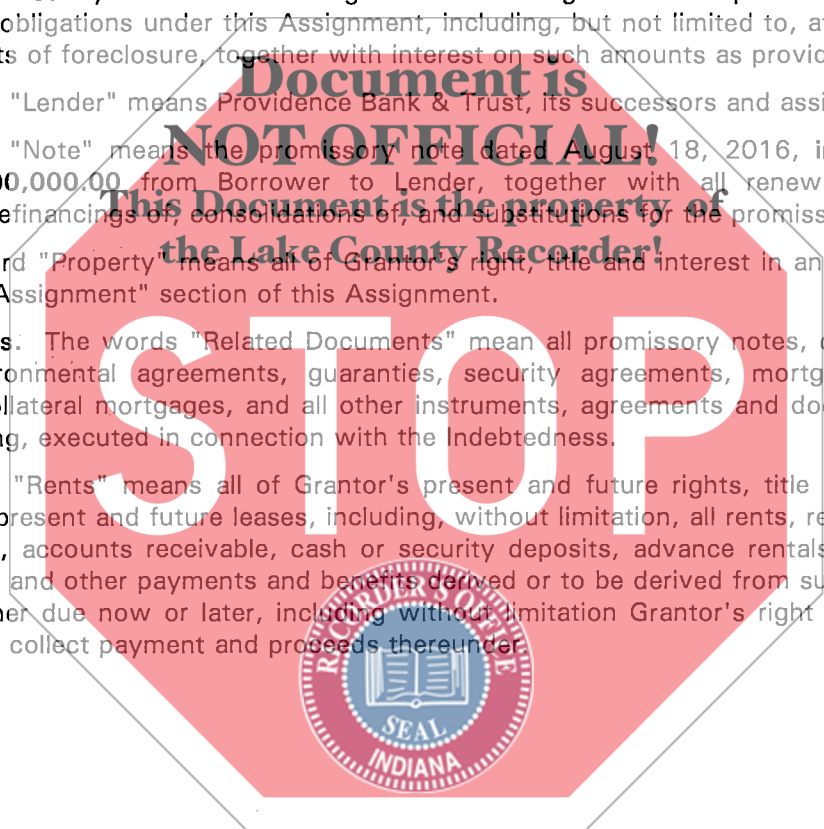 obligations under this Assignment, including, but not limited to, a
ts of foreclosure, together with interest on such amounts as provid
Document is
"Lender" means Providence Bank & Trust, its successors and assi
NOT OFFICIAL!
"Note" means the promissory note dated August 18, 2016, i
0,000.00 from Borrower to Lender, together with all renew
This Document is the property of
efinancings of, consolidations of, and substitutions for the promiss
the Lake County Recorder!
rd "Property" means all of Grantor's right, title and interest in an
Assignment" section of this Assignment.
STOP
s. The words "Related Documents" mean all promissory notes,
onmental agreements, guaranties, security agreements, mortg
llateral mortgages, and all other instruments, agreements and do
ng, executed in connection with the Indebtedness.
"Rents" means all of Grantor's present and future rights, title
present and future leases, including, without limitation, all rents, re
, accounts receivable, cash or security deposits, advance rentals
and other payments and benefits derived or to be derived from su
er due now or later, including without limitation Grantor's right
collect payment and proceeds thereunder.
RECORDER'S OFFICE
SEAL
INDIANA